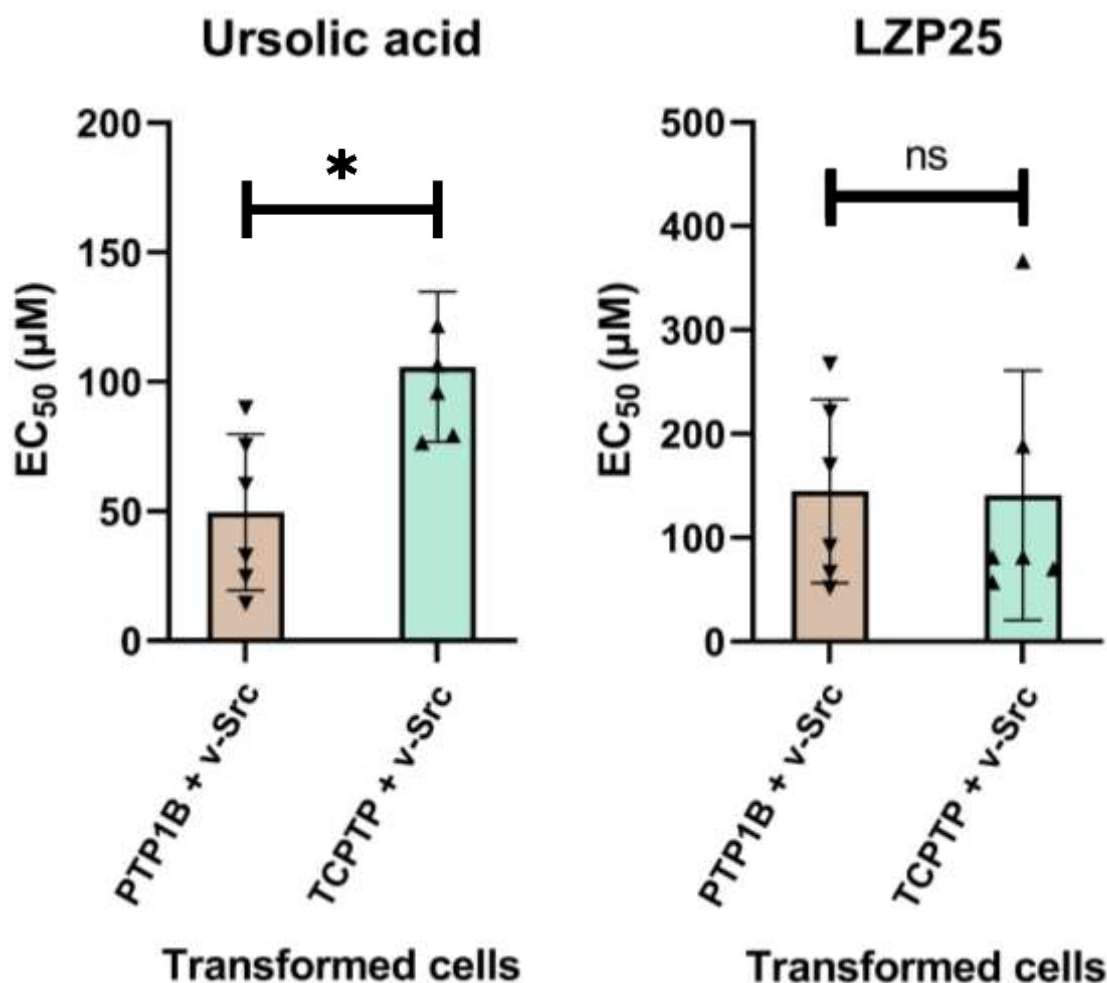 Ursolic acid
200
150
100
50
0
EC50 (µM)
*
PTP1B + v-Src
TCPTP + v-Src
Transformed cells
LZP25
500
400
300
200
100
0
EC50 (µM)
ns
PTP1B + v-Src
TCPTP + v-Src
Transformed cells